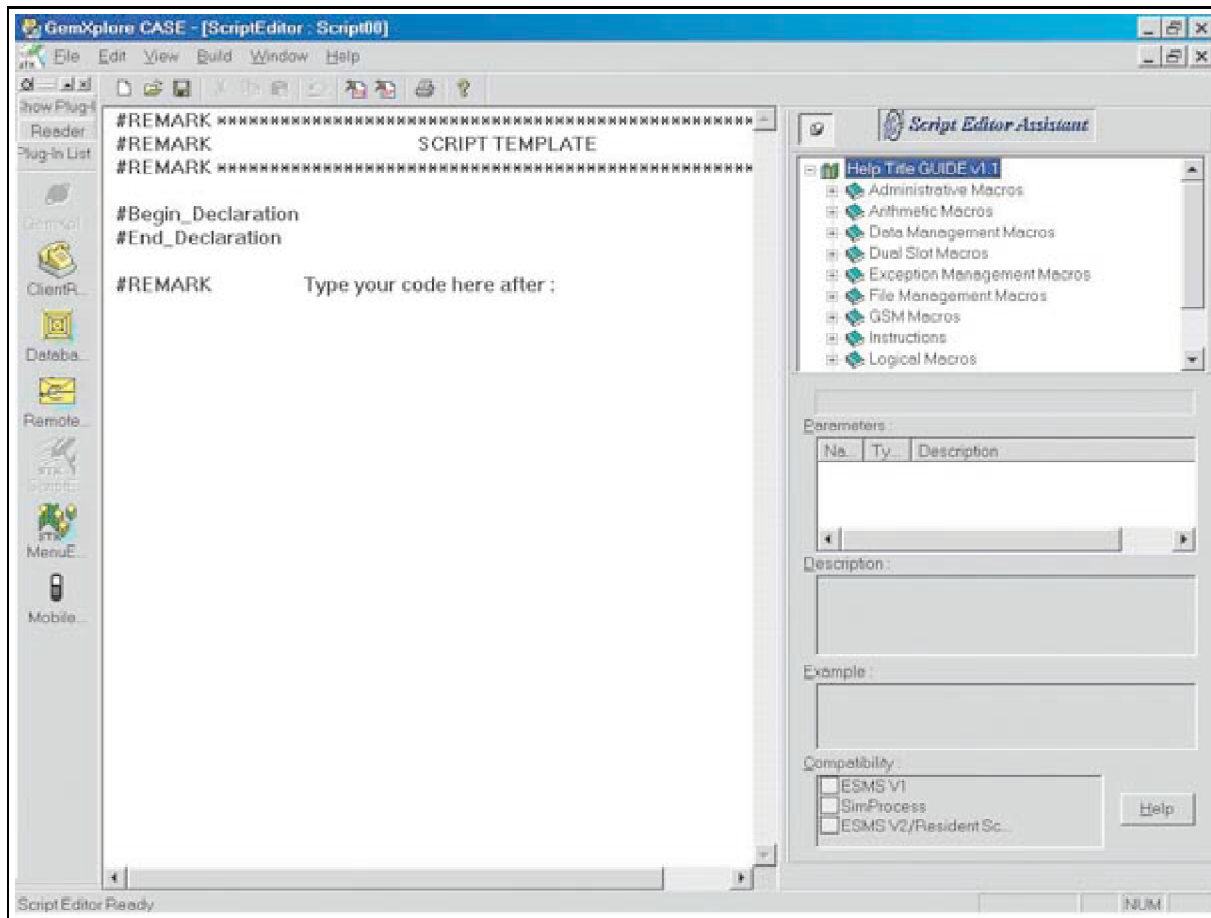 GemXplore CASE - [ScriptEditor : Script00]
File Edit View Build Window Help
Show Plug-I
Reader
Plug-In List
ClientR...
Databa...
Remote...
STK
Scripts...
STK
MenuE...
Mobile...
#REMARK ************************************************************
#REMARK SCRIPT TEMPLATE
#REMARK ************************************************************
#Begin_Declaration
#End_Declaration
#REMARK Type your code here after :
Script Editor Assistant
Help Title GUIDE v1.1
Administrative Macros
Arithmetic Macros
Data Management Macros
Dual Slot Macros
Exception Management Macros
File Management Macros
GSM Macros
Instructions
Logical Macros
Parameters :
Na... Ty... Description
Description :
Example :
Compatibility :
ESMS V1
SimProcess
ESMS V2/Resident Sc...
Help
Script Editor Ready
NUM